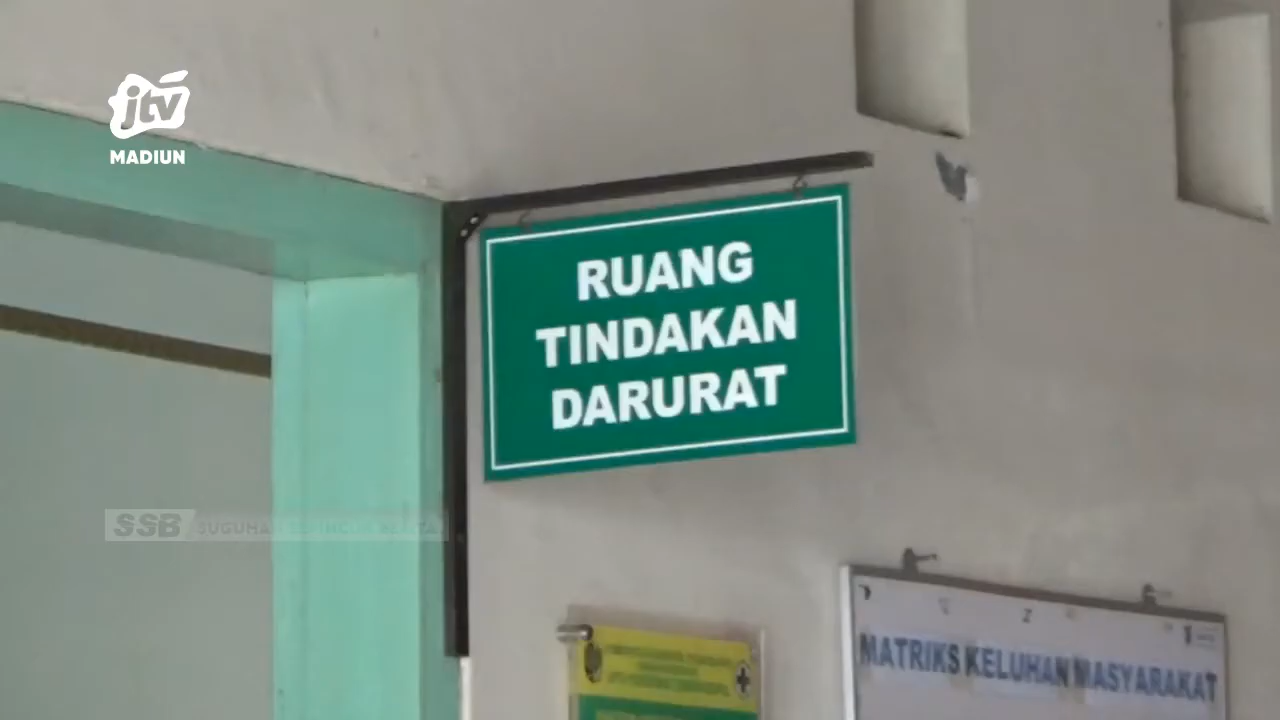 jtv
MADIUN
RUANG
TINDAKAN
DARURAT
SSB
MATRIKS KELUHAN MASYARAKAT